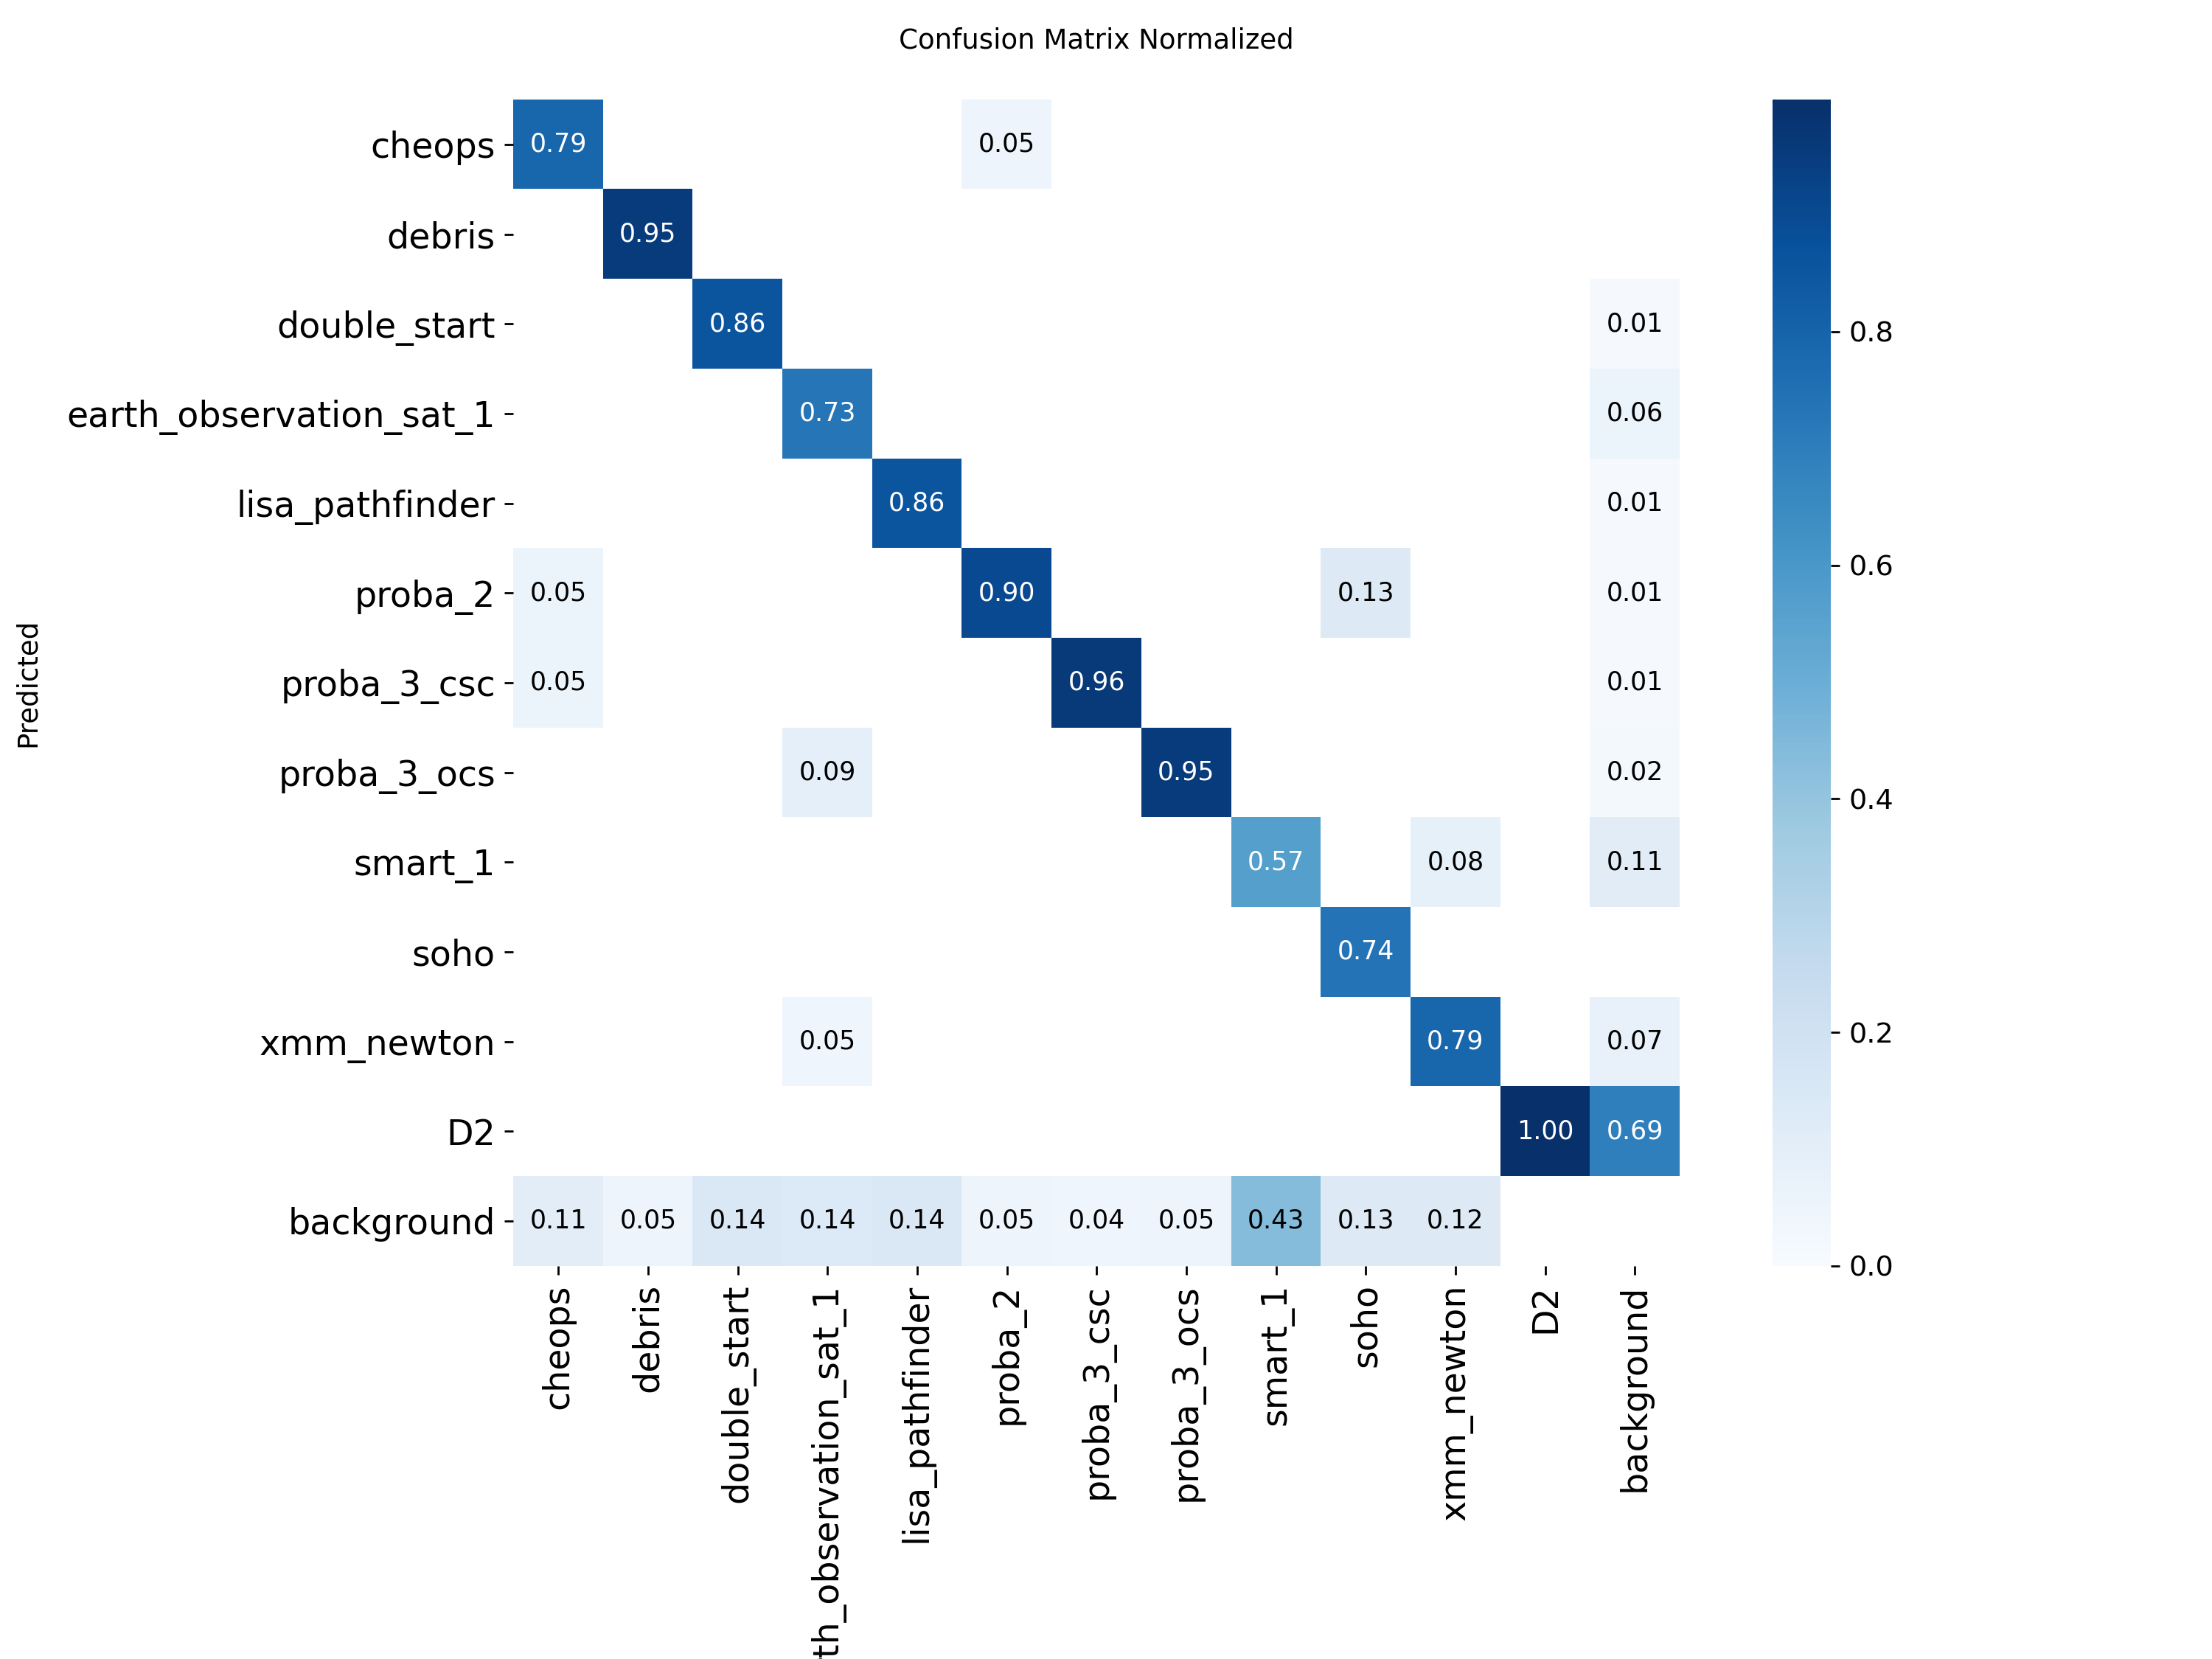 Confusion Matrix Normalized
cheops 0.79 0.05
debris 0.95
double_start 0.86 0.01
0.8
earth_observation_sat_1 0.73 0.06
lisa_pathfinder 0.86 0.01
0.6
proba_2 0.05 0.90 0.13 0.01
Predicted
proba_3_csc 0.05 0.96 0.01
proba_3_ocs 0.09 0.95 0.02
0.4
smart_1 0.57 0.08 0.11
soho 0.74
0.2
xmm_newton 0.05 0.79 0.07
D2 1.00 0.69
background 0.11 0.05 0.14 0.14 0.14 0.05 0.04 0.05 0.43 0.13 0.12
0.0
cheops
debris
double_start
th_observation_sat_1
lisa_pathfinder
proba_2
proba_3_csc
proba_3_ocs
smart_1
soho
xmm_newton
D2
background